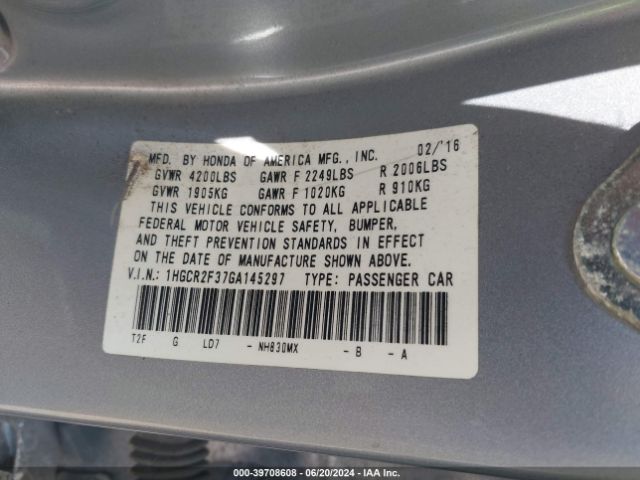 MFD. BY HONDA OF AMERICA MFG., INC. 02/'16
GVWR 4200LBS GAWR F 2249LBS R 2006LBS
GVWR 1905KG GAWR F 1020KG R 910KG
THIS VEHICLE CONFORMS TO ALL APPLICABLE
FEDERAL MOTOR VEHICLE SAFETY, BUMPER,
AND THEFT PREVENTION STANDARDS IN EFFECT
ON THE DATE OF MANUFACTURE SHOWN ABOVE.
V.I.N.: 1HGCR2F37GA145297 TYPE: PASSENGER CAR
T2F G LD7 - NH830MX - B - A
000-39708608 - 06/20/2024 - IAA Inc.